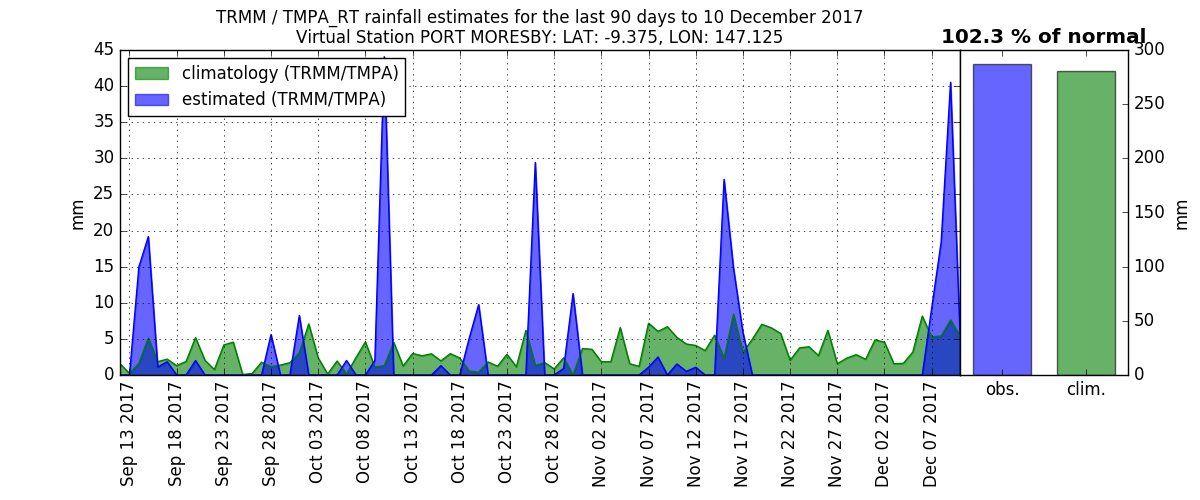 TRMM / TMPA_RT rainfall estimates for the last 90 days to 10 December 2017
Virtual Station PORT MORESBY: LAT: -9.375, LON: 147.125
102.3 % of normal
climatology (TRMM/TMPA)
estimated (TRMM/TMPA)
mm
45
40
35
30
25
20
15
10
5
0
Sep 13 2017
Sep 18 2017
Sep 23 2017
Sep 28 2017
Oct 03 2017
Oct 08 2017
Oct 13 2017
Oct 18 2017
Oct 23 2017
Oct 28 2017
Nov 02 2017
Nov 07 2017
Nov 12 2017
Nov 17 2017
Nov 22 2017
Nov 27 2017
Dec 02 2017
Dec 07 2017
obs.
clim.
300
250
200
150
100
50
0
mm